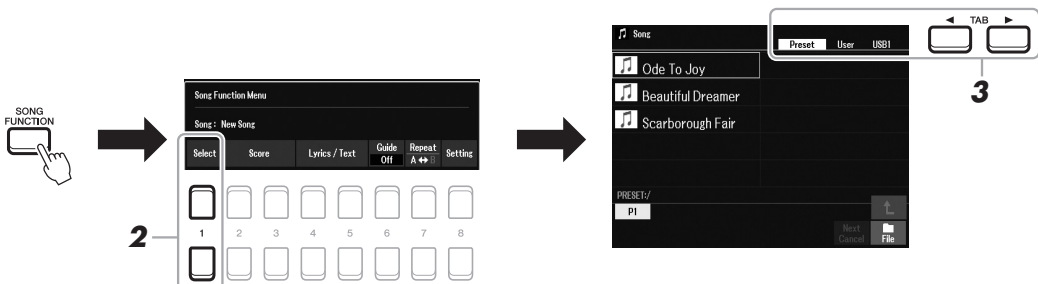 SONG
FUNCTION
Song Function Menu
Song : New Song
Select
Score
Lyrics / Text
Guide
Off
Repeat
A ↔ B
Setting
2
1 2 3 4 5 6 7 8
Song
Preset User USB1
Ode To Joy
Beautiful Dreamer
Scarborough Fair
PRESET:/
P1
Next
Cancel
File
◄ TAB ►
3